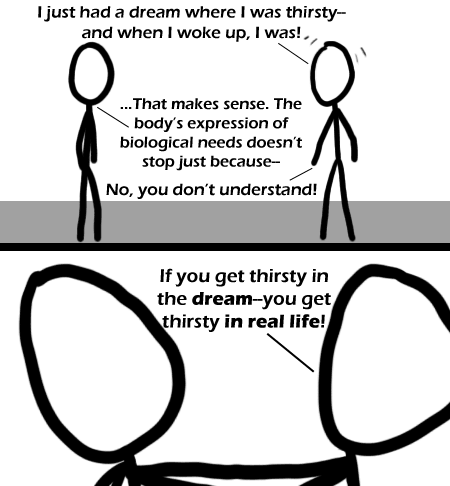 I just had a dream where I was thirsty--
and when I woke up, I was!
...That makes sense. The
body's expression of
biological needs doesn't
stop just because--
No, you don't understand!
If you get thirsty in
the dream--you get
thirsty in real life!